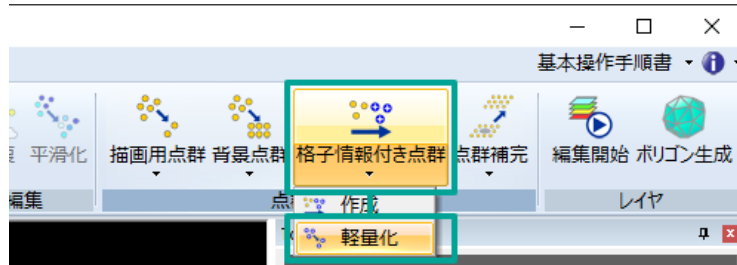 基本操作手順書
平滑化
描画用点群
背景点群
格子情報付き点群
点群補完
編集開始
ポリゴン生成
編集
レイヤ
作成
軽量化